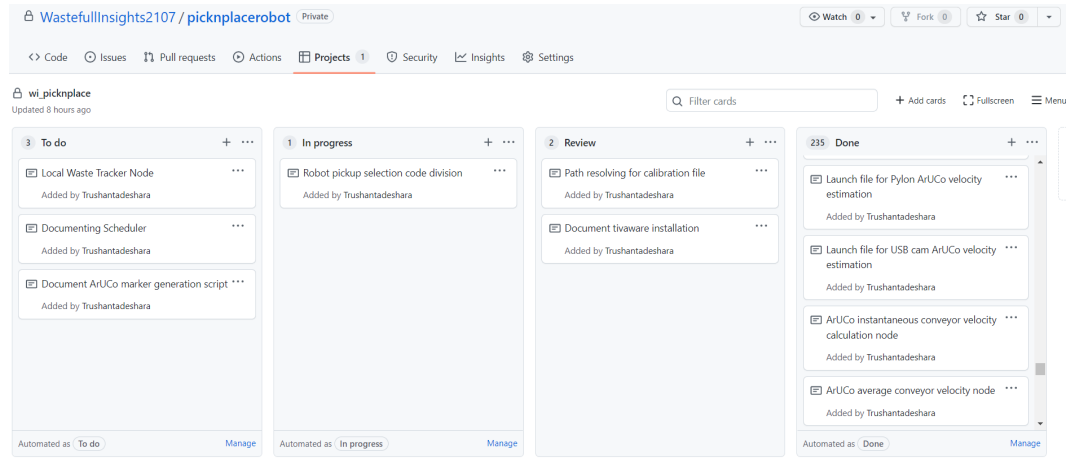 WastefullInsights2107 / picknplacerobot Private
Watch 0 Fork 0 Star 0
Code Issues Pull requests Actions Projects 1 Security Insights Settings
wi_picknplace
Updated 8 hours ago
Filter cards
+ Add cards Fullscreen Menu
3 To do + ...
Local Waste Tracker Node ...
Added by Trushantadeshara
Documenting Scheduler ...
Added by Trushantadeshara
Document ArUCo marker generation script ...
Added by Trushantadeshara
Automated as To do Manage
1 In progress + ...
Robot pickup selection code division ...
Added by Trushantadeshara
Automated as In progress Manage
2 Review + ...
Path resolving for calibration file ...
Added by Trushantadeshara
Document tivaware installation ...
Added by Trushantadeshara
235 Done + ...
Launch file for Pylon ArUCo velocity ...
estimation
Added by Trushantadeshara
Launch file for USB cam ArUCo velocity ...
estimation
Added by Trushantadeshara
ArUCo instantaneous conveyor velocity ...
calculation node
Added by Trushantadeshara
ArUCo average conveyor velocity node ...
Added by Trushantadeshara
Automated as Done Manage